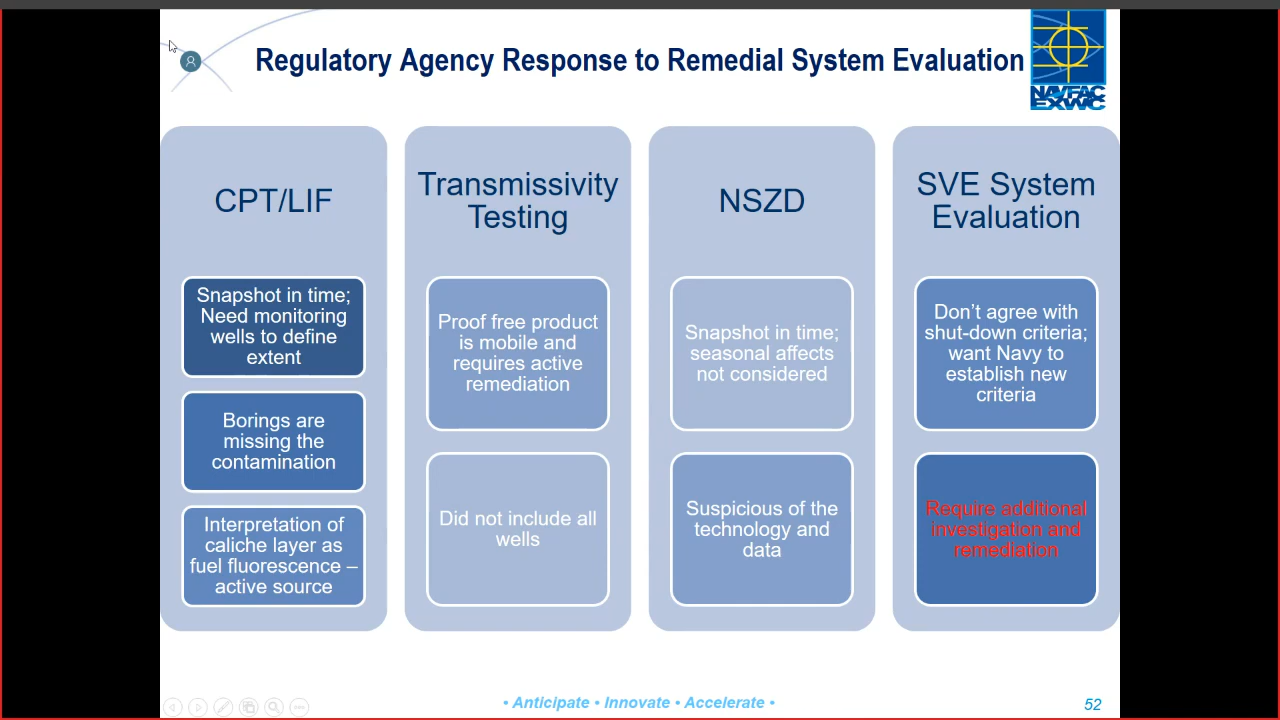 Regulatory Agency Response to Remedial System Evaluation
NAVFAC
EXWC
CPT/LIF
Snapshot in time;
Need monitoring
wells to define
extent
Borings are
missing the
contamination
Interpretation of
caliche layer as
fuel fluorescence –
active source
Transmissivity
Testing
Proof free product
is mobile and
requires active
remediation
Did not include all
wells
NSZD
Snapshot in time;
seasonal affects
not considered
Suspicious of the
technology and
data
SVE System
Evaluation
Don’t agree with
shut-down criteria;
want Navy to
establish new
criteria
Require additional
investigation and
remediation
• Anticipate • Innovate • Accelerate •
52